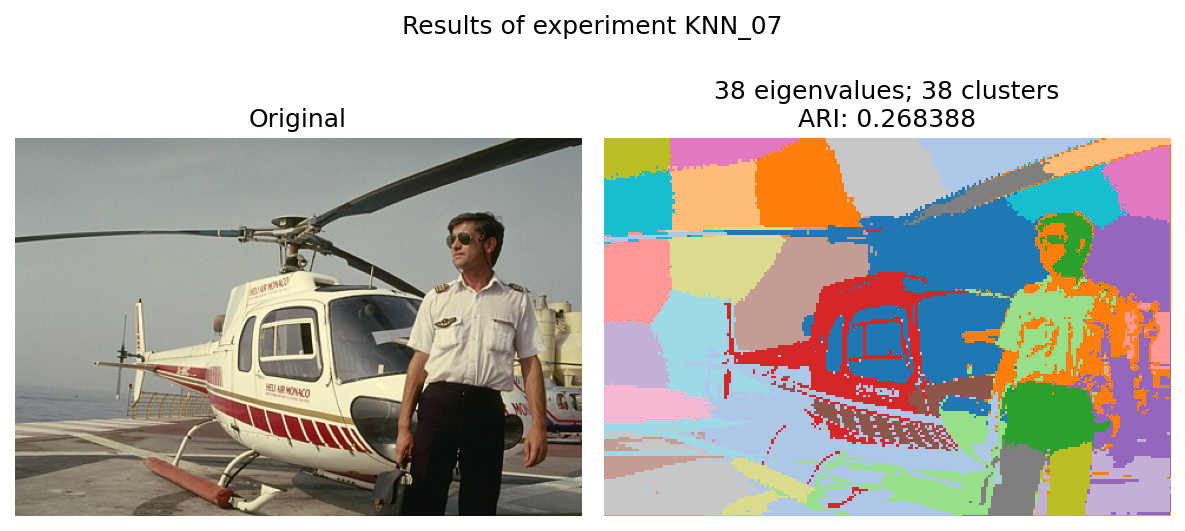 Results of experiment KNN_07
Original
38 eigenvalues; 38 clusters
ARI: 0.268388
HELI AIR MONACO
HELI AIR MONACO